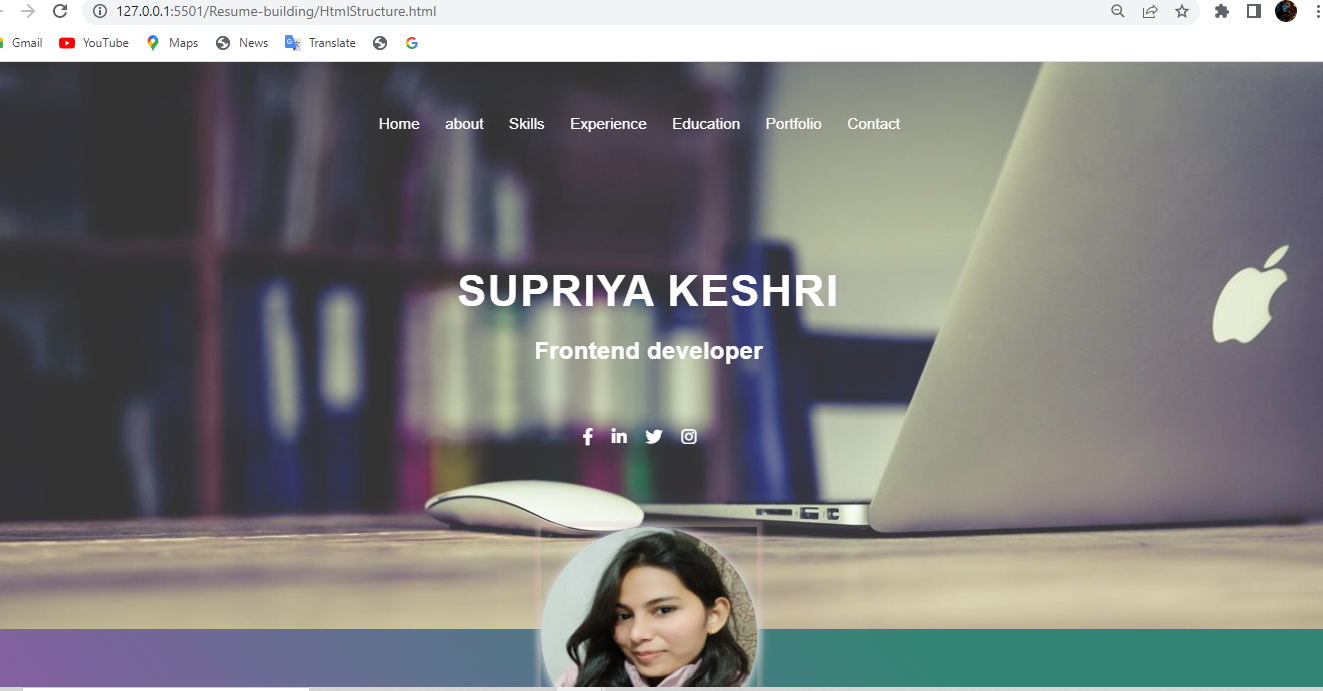 127.0.0.1:5501/Resume-building/HtmlStructure.html
Gmail YouTube Maps News Translate
Home about Skills Experience Education Portfolio Contact
SUPRIYA KESHRI
Frontend developer